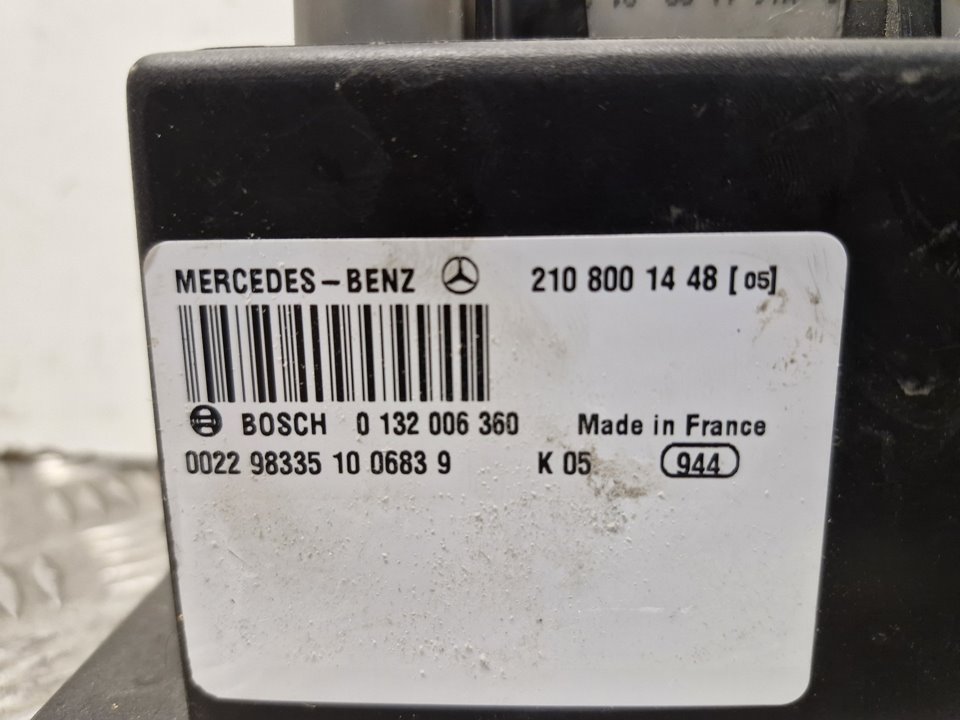 MERCEDES-BENZ 210 800 14 48 [05]
BOSCH 0 132 006 360 Made in France
0022 98335 10 0683 9 K 05 944